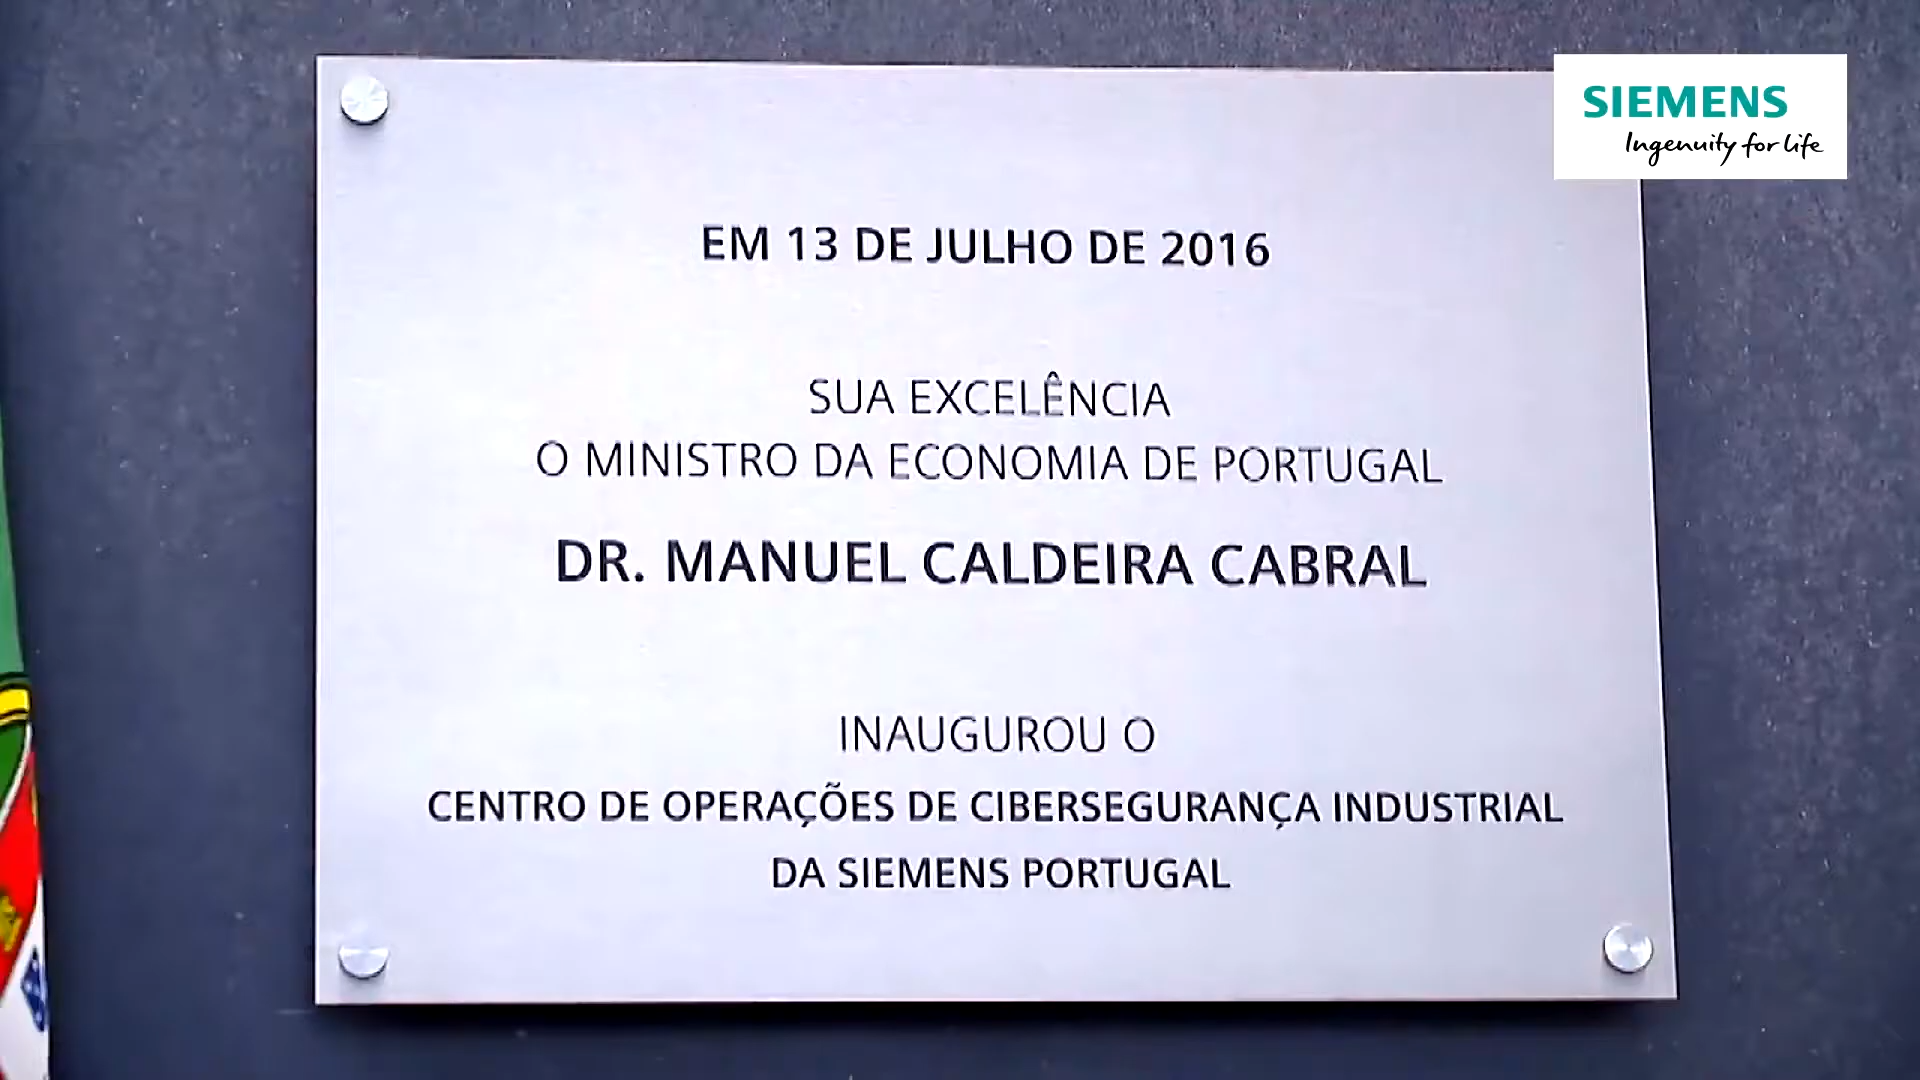 SIEMENS
Ingenuity for life
EM 13 DE JULHO DE 2016
SUA EXCELÊNCIA
O MINISTRO DA ECONOMIA DE PORTUGAL
DR. MANUEL CALDEIRA CABRAL
INAUGUROU O
CENTRO DE OPERAÇÕES DE CIBERSEGURANÇA INDUSTRIAL
DA SIEMENS PORTUGAL